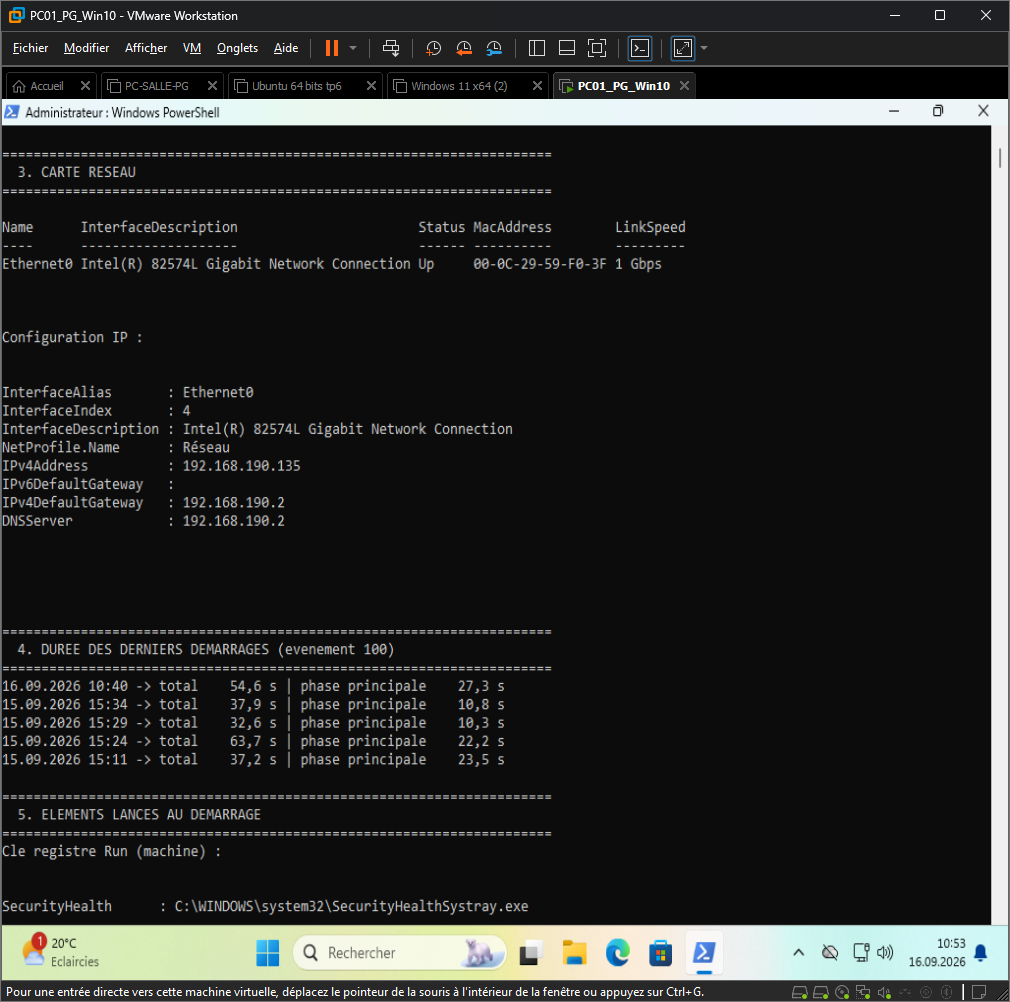 PC01_PG_Win10 - VMware Workstation
Fichier Modifier Afficher VM Onglets Aide
Accueil PC-SALLE-PG Ubuntu 64 bits tp6 Windows 11 x64 (2) PC01_PG_Win10
Administrateur : Windows PowerShell
======================================================================
3. CARTE RESEAU
======================================================================
Name InterfaceDescription Status MacAddress LinkSpeed
---- -------------------- ------ ---------- ---------
Ethernet0 Intel(R) 82574L Gigabit Network Connection Up 00-0C-29-59-F0-3F 1 Gbps
Configuration IP :
InterfaceAlias : Ethernet0
InterfaceIndex : 4
InterfaceDescription : Intel(R) 82574L Gigabit Network Connection
NetProfile.Name : Réseau
IPv4Address : 192.168.190.135
IPv6DefaultGateway :
IPv4DefaultGateway : 192.168.190.2
DNSServer : 192.168.190.2
======================================================================
4. DUREE DES DERNIERS DEMARRAGES (evenement 100)
======================================================================
16.09.2026 10:40 -> total 54,6 s | phase principale 27,3 s
15.09.2026 15:34 -> total 37,9 s | phase principale 10,8 s
15.09.2026 15:29 -> total 32,6 s | phase principale 10,3 s
15.09.2026 15:24 -> total 63,7 s | phase principale 22,2 s
15.09.2026 15:11 -> total 37,2 s | phase principale 23,5 s
======================================================================
5. ELEMENTS LANCES AU DEMARRAGE
======================================================================
Cle registre Run (machine) :
SecurityHealth : C:\WINDOWS\system32\SecurityHealthSystray.exe
1
20°C
Eclaircies
Rechercher
10:53
16.09.2026
Pour une entrée directe vers cette machine virtuelle, déplacez le pointeur de la souris à l'intérieur de la fenêtre ou appuyez sur Ctrl+G.